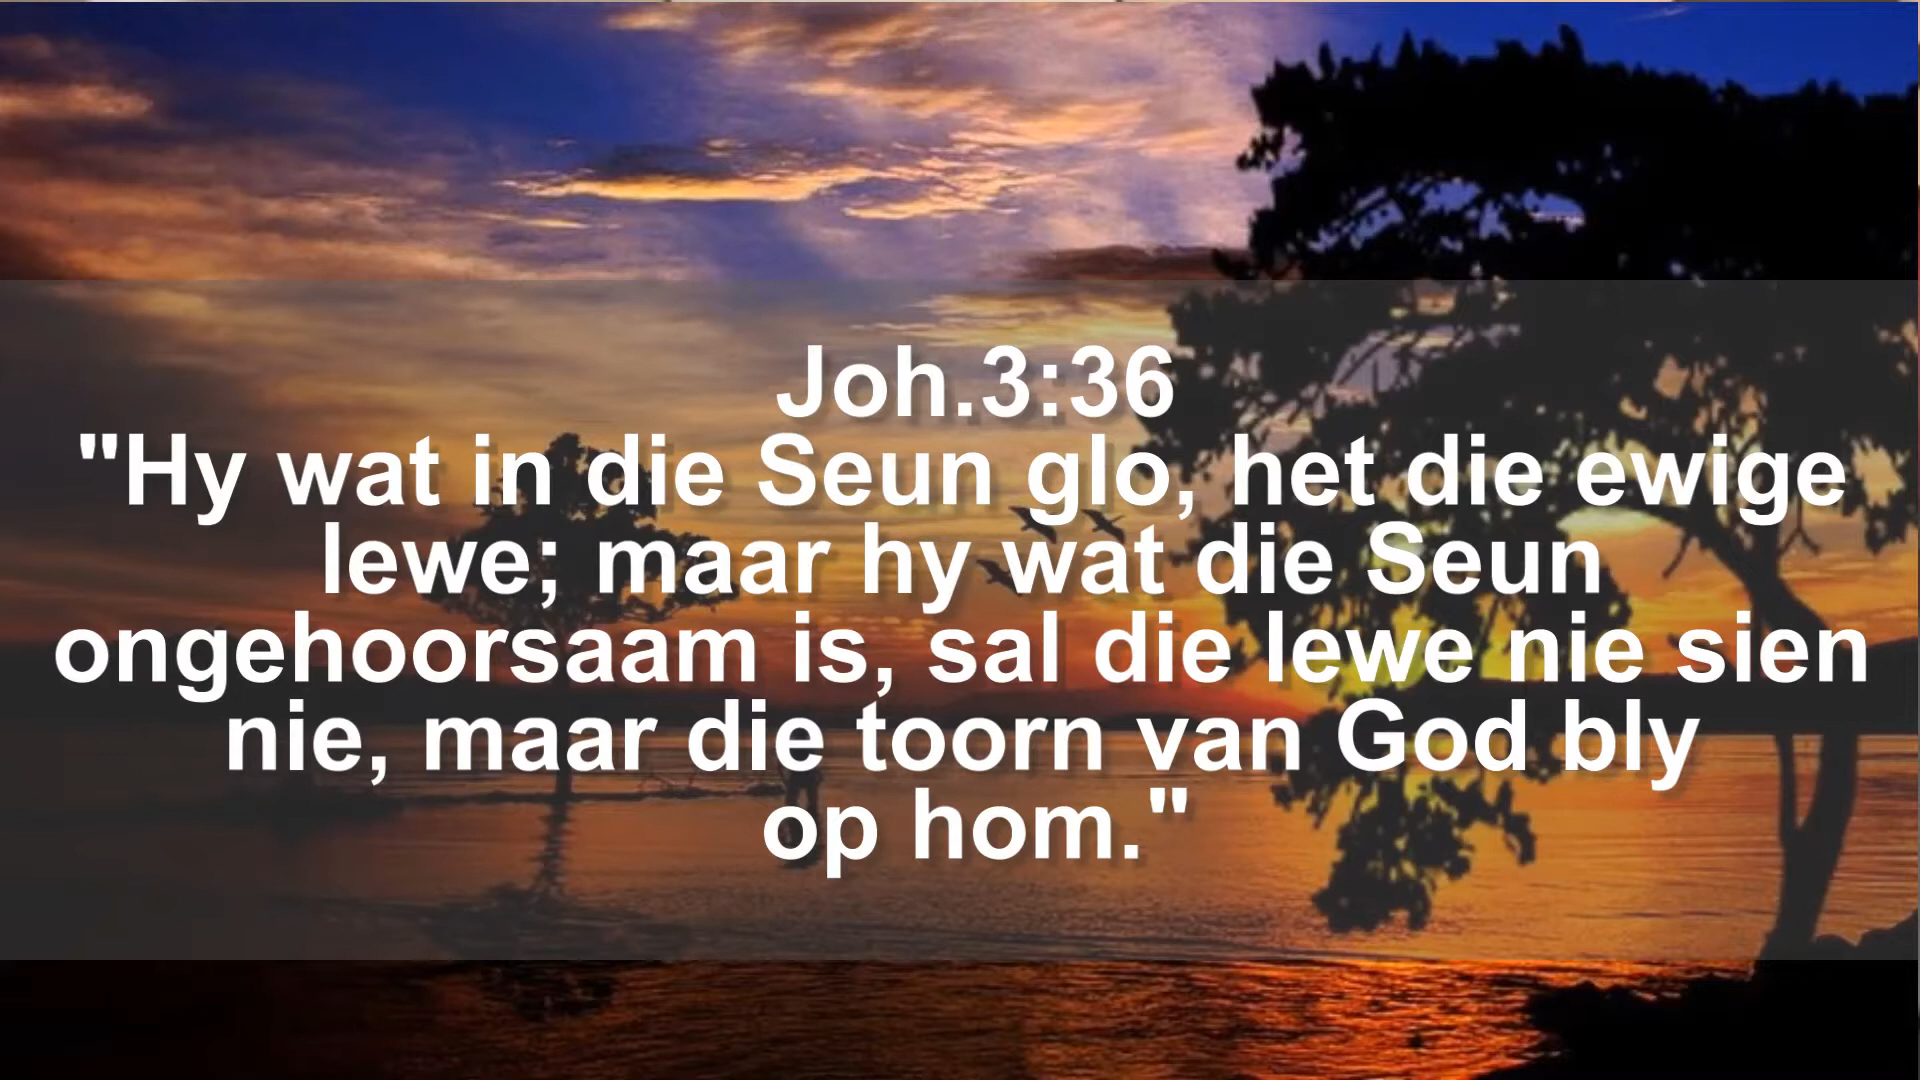 Joh.3:36
"Hy wat in die Seun glo, het die ewige
lewe; maar hy wat die Seun
ongehoorsaam is, sal die lewe nie sien
nie, maar die toorn van God bly
op hom."